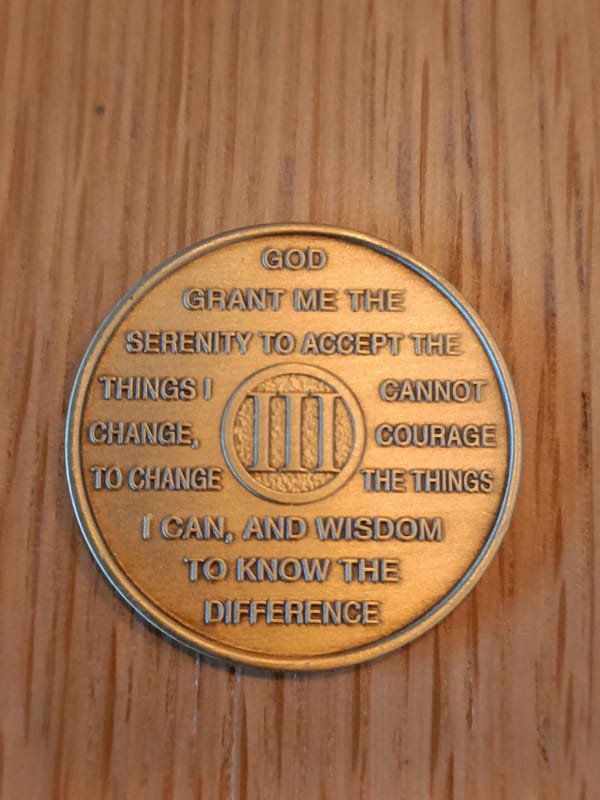 GOD
GRANT ME THE
SERENITY TO ACCEPT THE
THINGS I III CANNOT
CHANGE, COURAGE
TO CHANGE THE THINGS
I CAN, AND WISDOM
TO KNOW THE
DIFFERENCE